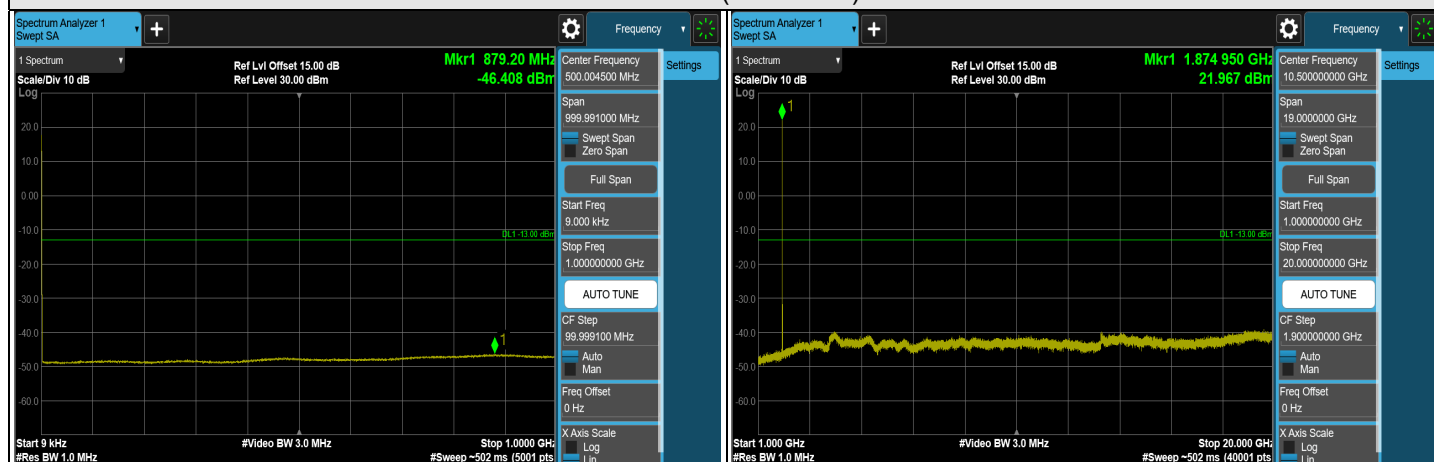 Spectrum Analyzer 1
Swept SA
+
Frequency
1 Spectrum
Scale/Div 10 dB
Log
Ref Lvl Offset 15.00 dB
Ref Level 30.00 dBm
Mkr1 879.20 MHz
-46.408 dBm
1
20.0
10.0
0.00
-10.0
-20.0
-30.0
-40.0
-50.0
-60.0
DL1 -13.00 dBm
Start 9 kHz
#Res BW 1.0 MHz
#Video BW 3.0 MHz
Stop 1.0000 GHz
#Sweep ~502 ms (5001 pts
Center Frequency
500.004500 MHz
Settings
Span
999.991000 MHz
Swept Span
Zero Span
Full Span
Start Freq
9.000 kHz
Stop Freq
1.000000000 GHz
AUTO TUNE
CF Step
99.999100 MHz
Auto
Man
Freq Offset
0 Hz
X Axis Scale
Log
Lin
Spectrum Analyzer 1
Swept SA
+
Frequency
1 Spectrum
Scale/Div 10 dB
Log
Ref Lvl Offset 15.00 dB
Ref Level 30.00 dBm
Mkr1 1.874 950 GHz
21.967 dBm
1
20.0
10.0
0.00
-10.0
-20.0
-30.0
-40.0
-50.0
-60.0
DL1 -13.00 dBm
Start 1.000 GHz
#Res BW 1.0 MHz
#Video BW 3.0 MHz
Stop 20.000 GHz
#Sweep ~502 ms (40001 pts
Center Frequency
10.500000000 GHz
Settings
Span
19.0000000 GHz
Swept Span
Zero Span
Full Span
Start Freq
1.000000000 GHz
Stop Freq
20.000000000 GHz
AUTO TUNE
CF Step
1.900000000 GHz
Auto
Man
Freq Offset
0 Hz
X Axis Scale
Log
Lin